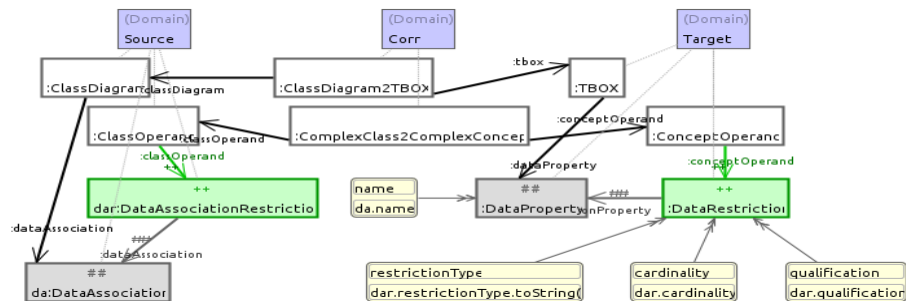 (Domain)
Source
(Domain)
Corr
(Domain)
Target
:ClassDiagram
:classDiagram
:ClassDiagram2TBOX
:tbox
:TBOX
:ClassOperand
:classOperand
:ComplexClass2ComplexConcep
:conceptOperand
:ConceptOperand
:classOperand
++
:dataProperty
:conceptOperand
++
++
dar:DataAssociationRestrictio
name
da.name
##
:DataProperty
##
onProperty
++
:DataRestriction
:dataAssociation
##
:dataAssociation
##
da:DataAssociation
restrictionType
dar.restrictionType.toString(
cardinality
dar.cardinality
qualification
dar.qualification